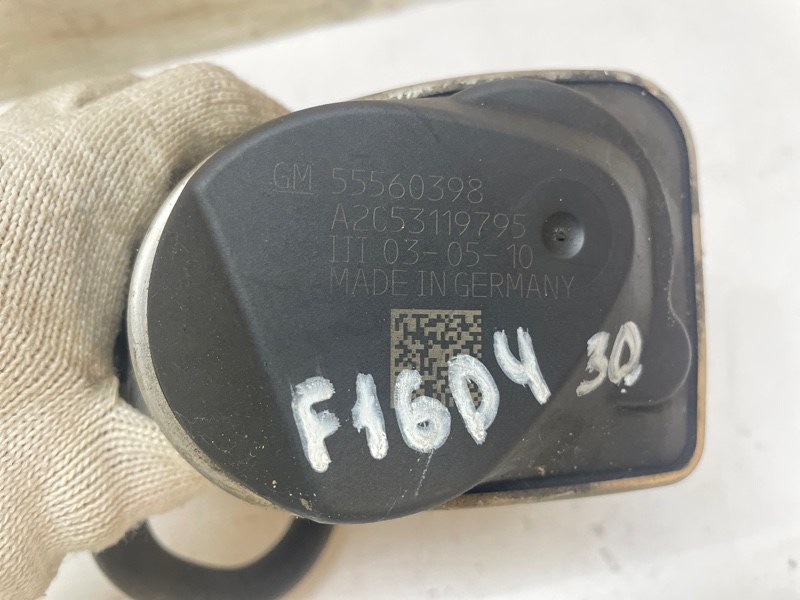 GM 55560398
A2C53119795
III 03-05-10
MADE IN GERMANY
F16D4 30